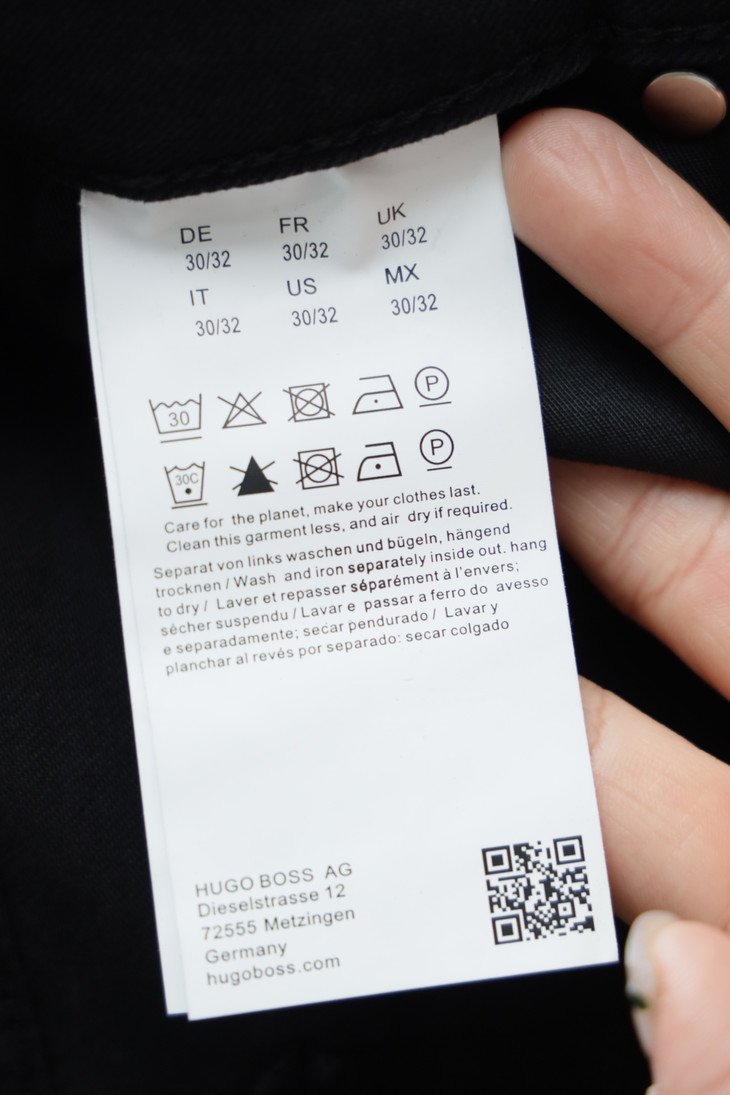 DE FR UK
30/32 30/32 30/32
IT US MX
30/32 30/32 30/32
30 P
30C P
Care for the planet, make your clothes last.
Clean this garment less, and air dry if required.
Separat von links waschen und bügeln, hängend
trocknen / Wash and iron separately inside out. hang
to dry / Laver et repasser séparément à l'envers;
sècher suspendu / Lavar e passar a ferro do avesso
e separadamente; secar pendurado / Lavar y
planchar al revés por separado: secar colgado
HUGO BOSS AG
Dieselstrasse 12
72555 Metzingen
Germany
hugoboss.com